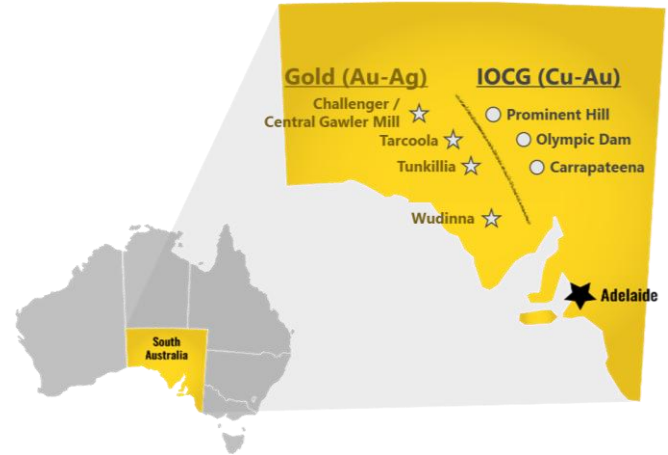 Gold (Au-Ag)
IOCG (Cu-Au)
Challenger /
Central Gawler Mill
Prominent Hill
Tarcoola
Olympic Dam
Tunkillia
Carrapateena
Wudinna
Adelaide
South
Australia